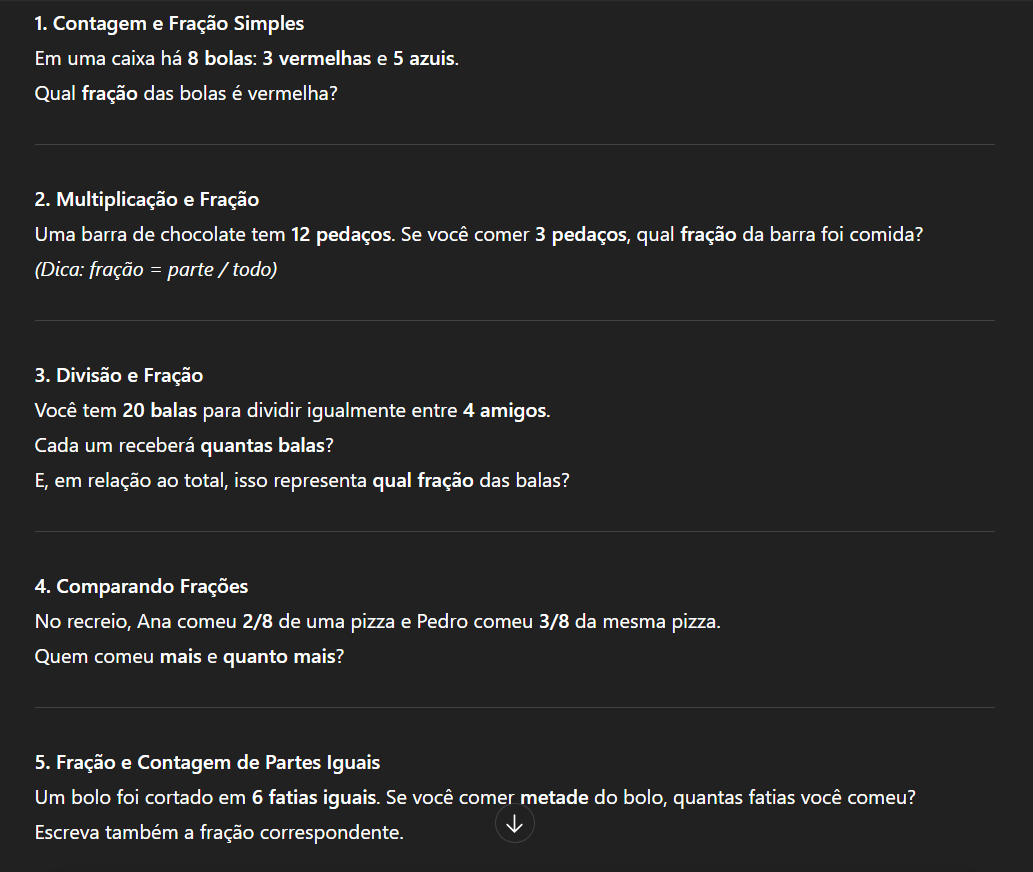 1. Contagem e Fração Simples
Em uma caixa há 8 bolas: 3 vermelhas e 5 azuis.
Qual fração das bolas é vermelha?
2. Multiplicação e Fração
Uma barra de chocolate tem 12 pedaços. Se você comer 3 pedaços, qual fração da barra foi comida?
(Dica: fração = parte / todo)
3. Divisão e Fração
Você tem 20 balas para dividir igualmente entre 4 amigos.
Cada um receberá quantas balas?
E, em relação ao total, isso representa qual fração das balas?
4. Comparando Frações
No recreio, Ana comeu 2/8 de uma pizza e Pedro comeu 3/8 da mesma pizza.
Quem comeu mais e quanto mais?
5. Fração e Contagem de Partes Iguais
Um bolo foi cortado em 6 fatias iguais. Se você comer metade do bolo, quantas fatias você comeu?
Escreva também a fração correspondente.